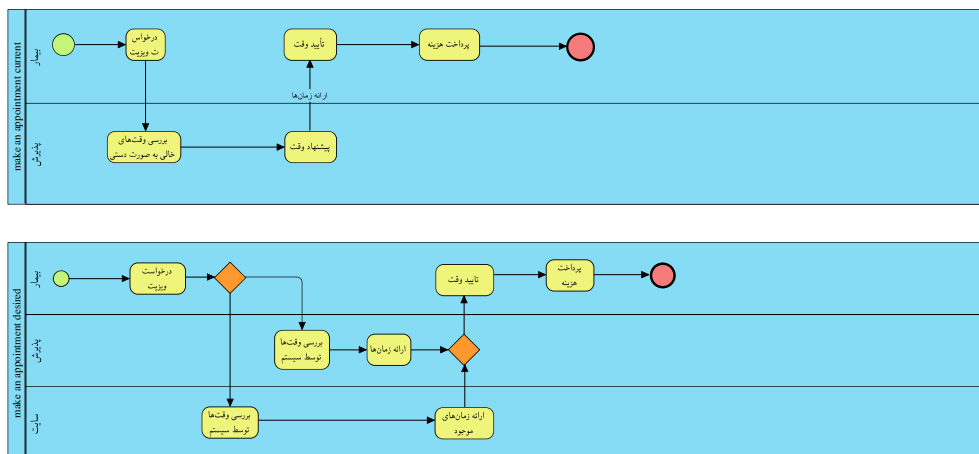 make an appointment current
بیمار
درخواس
ت ویزیت
تأیید وقت
پرداخت هزینه
ارائه زمان‌ها
پذیرش
بررسی وقت‌های
خالی به صورت دستی
پیشنهاد وقت
make an appointment desired
بیمار
درخواست
ویزیت
تایید وقت
پرداخت
هزینه
پذیرش
بررسی وقت‌ها
توسط سیستم
ارائه زمان‌ها
سایت
بررسی وقت‌ها
توسط سیستم
ارائه زمان‌های
موجود